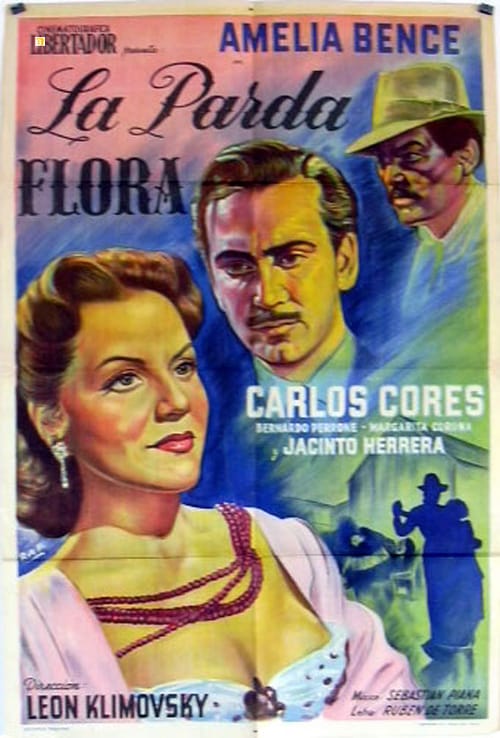 CINEMATOGRAFICA
LIBERTADOR presenta a
AMELIA BENCE
en
La Parda
FLORA
CARLOS CORES
BERNARDO PERRONE - MARGARITA CORONA
y JACINTO HERRERA
Dirección:
LEON KLIMOVSKY
Música: SEBASTIAN PIANA
Letra: RUBEN DE TORRE